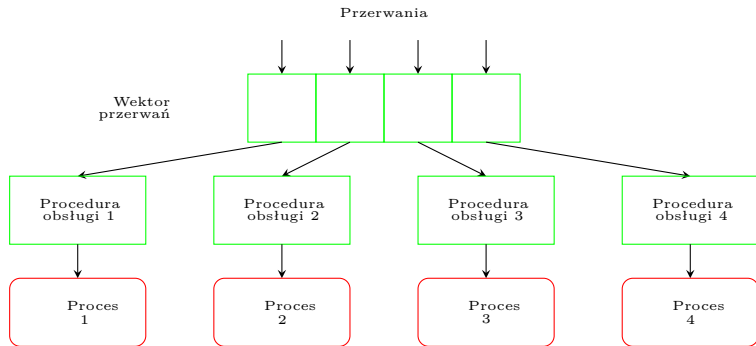 Przerwania
Wektor
przerwań
Procedura
obsługi 1
Procedura
obsługi 2
Procedura
obsługi 3
Procedura
obsługi 4
Proces
1
Proces
2
Proces
3
Proces
4